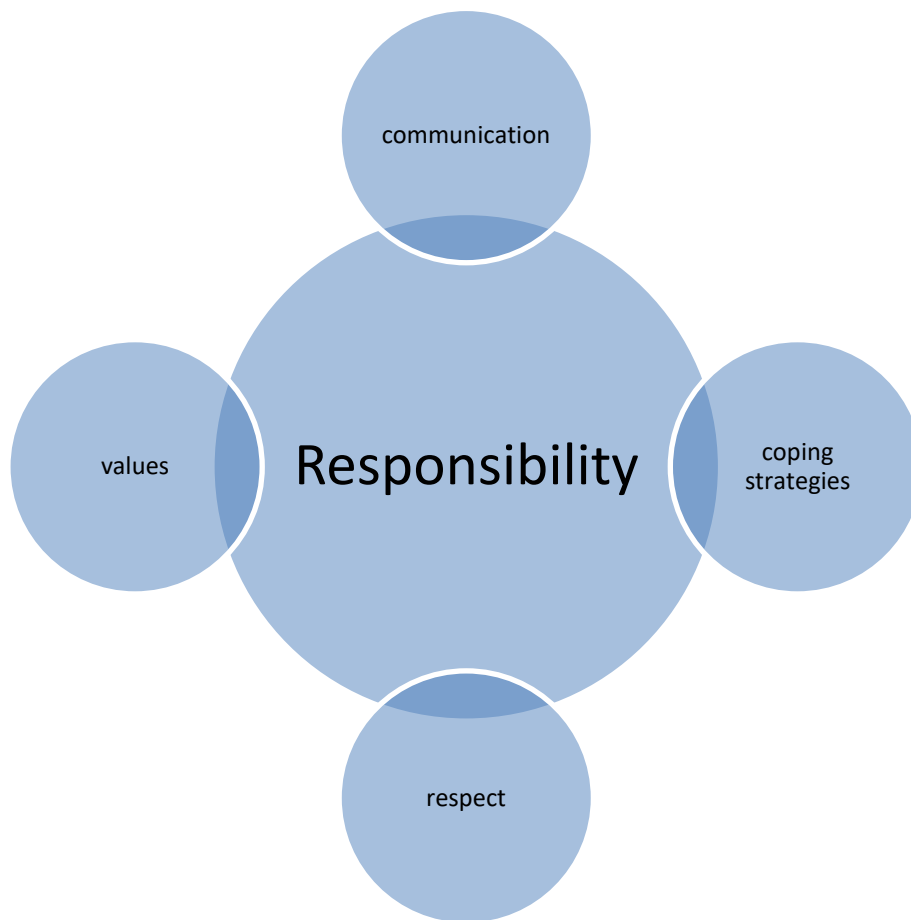 communication
values
Responsibility
coping
strategies
respect